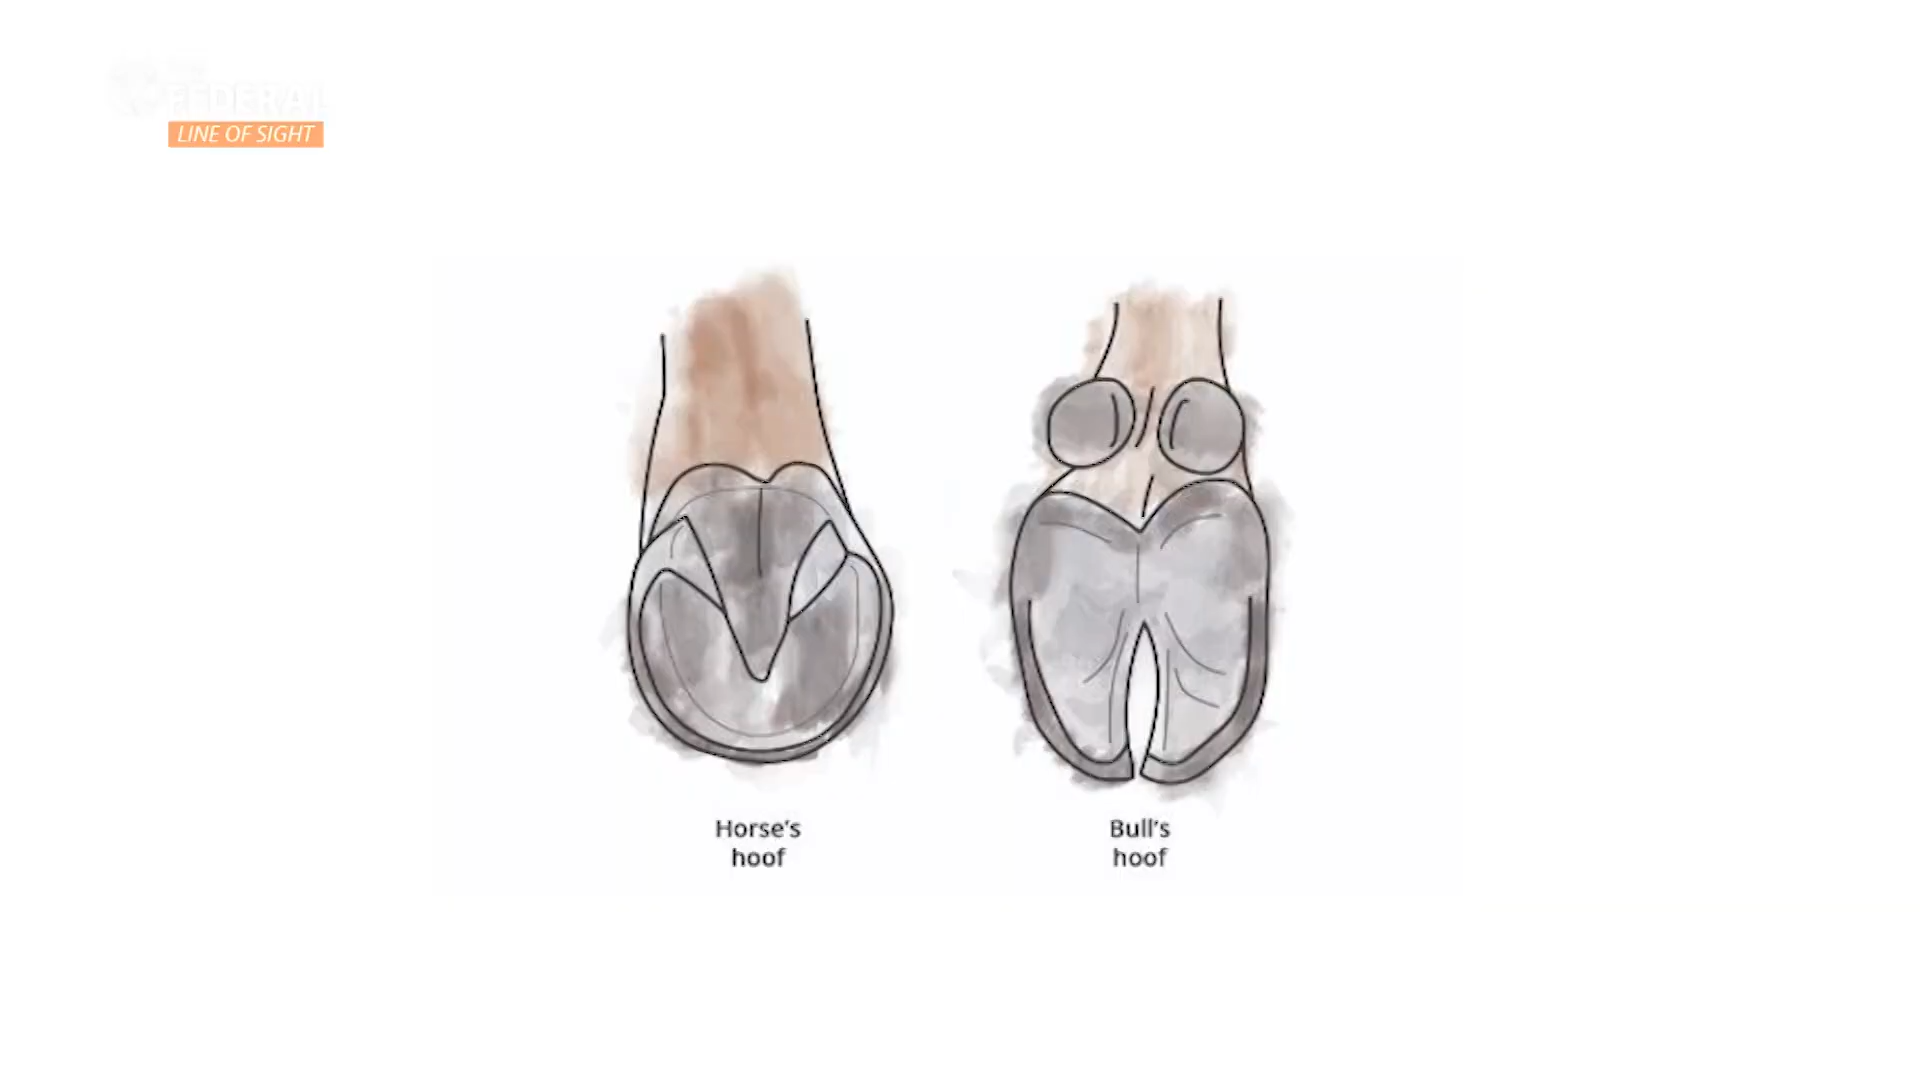 FEDERAL
LINE OF SIGHT
Horse's
hoof
Bull's
hoof